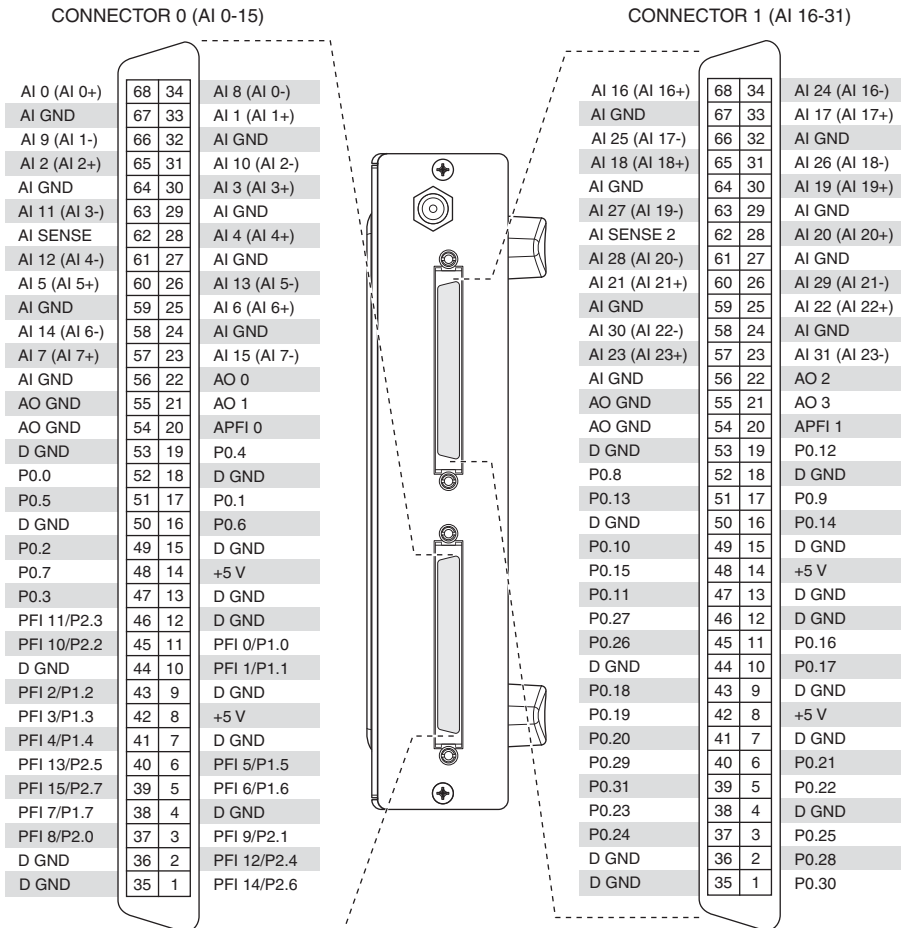 CONNECTOR 0 (AI 0-15)
AI 0 (AI 0+) 68 34 AI 8 (AI 0-)
AI GND 67 33 AI 1 (AI 1+)
AI 9 (AI 1-) 66 32 AI GND
AI 2 (AI 2+) 65 31 AI 10 (AI 2-)
AI GND 64 30 AI 3 (AI 3+)
AI 11 (AI 3-) 63 29 AI GND
AI SENSE 62 28 AI 4 (AI 4+)
AI 12 (AI 4-) 61 27 AI GND
AI 5 (AI 5+) 60 26 AI 13 (AI 5-)
AI GND 59 25 AI 6 (AI 6+)
AI 14 (AI 6-) 58 24 AI GND
AI 7 (AI 7+) 57 23 AI 15 (AI 7-)
AI GND 56 22 AO 0
AO GND 55 21 AO 1
AO GND 54 20 APFI 0
D GND 53 19 P0.4
P0.0 52 18 D GND
P0.5 51 17 P0.1
D GND 50 16 P0.6
P0.2 49 15 D GND
P0.7 48 14 +5 V
P0.3 47 13 D GND
PFI 11/P2.3 46 12 D GND
PFI 10/P2.2 45 11 PFI 0/P1.0
D GND 44 10 PFI 1/P1.1
PFI 2/P1.2 43 9 D GND
PFI 3/P1.3 42 8 +5 V
PFI 4/P1.4 41 7 D GND
PFI 13/P2.5 40 6 PFI 5/P1.5
PFI 15/P2.7 39 5 PFI 6/P1.6
PFI 7/P1.7 38 4 D GND
PFI 8/P2.0 37 3 PFI 9/P2.1
D GND 36 2 PFI 12/P2.4
D GND 35 1 PFI 14/P2.6
CONNECTOR 1 (AI 16-31)
AI 16 (AI 16+) 68 34 AI 24 (AI 16-)
AI GND 67 33 AI 17 (AI 17+)
AI 25 (AI 17-) 66 32 AI GND
AI 18 (AI 18+) 65 31 AI 26 (AI 18-)
AI GND 64 30 AI 19 (AI 19+)
AI 27 (AI 19-) 63 29 AI GND
AI SENSE 2 62 28 AI 20 (AI 20+)
AI 28 (AI 20-) 61 27 AI GND
AI 21 (AI 21+) 60 26 AI 29 (AI 21-)
AI GND 59 25 AI 22 (AI 22+)
AI 30 (AI 22-) 58 24 AI GND
AI 23 (AI 23+) 57 23 AI 31 (AI 23-)
AI GND 56 22 AO 2
AO GND 55 21 AO 3
AO GND 54 20 APFI 1
D GND 53 19 P0.12
P0.8 52 18 D GND
P0.13 51 17 P0.9
D GND 50 16 P0.14
P0.10 49 15 D GND
P0.15 48 14 +5 V
P0.11 47 13 D GND
P0.27 46 12 D GND
P0.26 45 11 P0.16
D GND 44 10 P0.17
P0.18 43 9 D GND
P0.19 42 8 +5 V
P0.20 41 7 D GND
P0.29 40 6 P0.21
P0.31 39 5 P0.22
P0.23 38 4 D GND
P0.24 37 3 P0.25
D GND 36 2 P0.28
D GND 35 1 P0.30